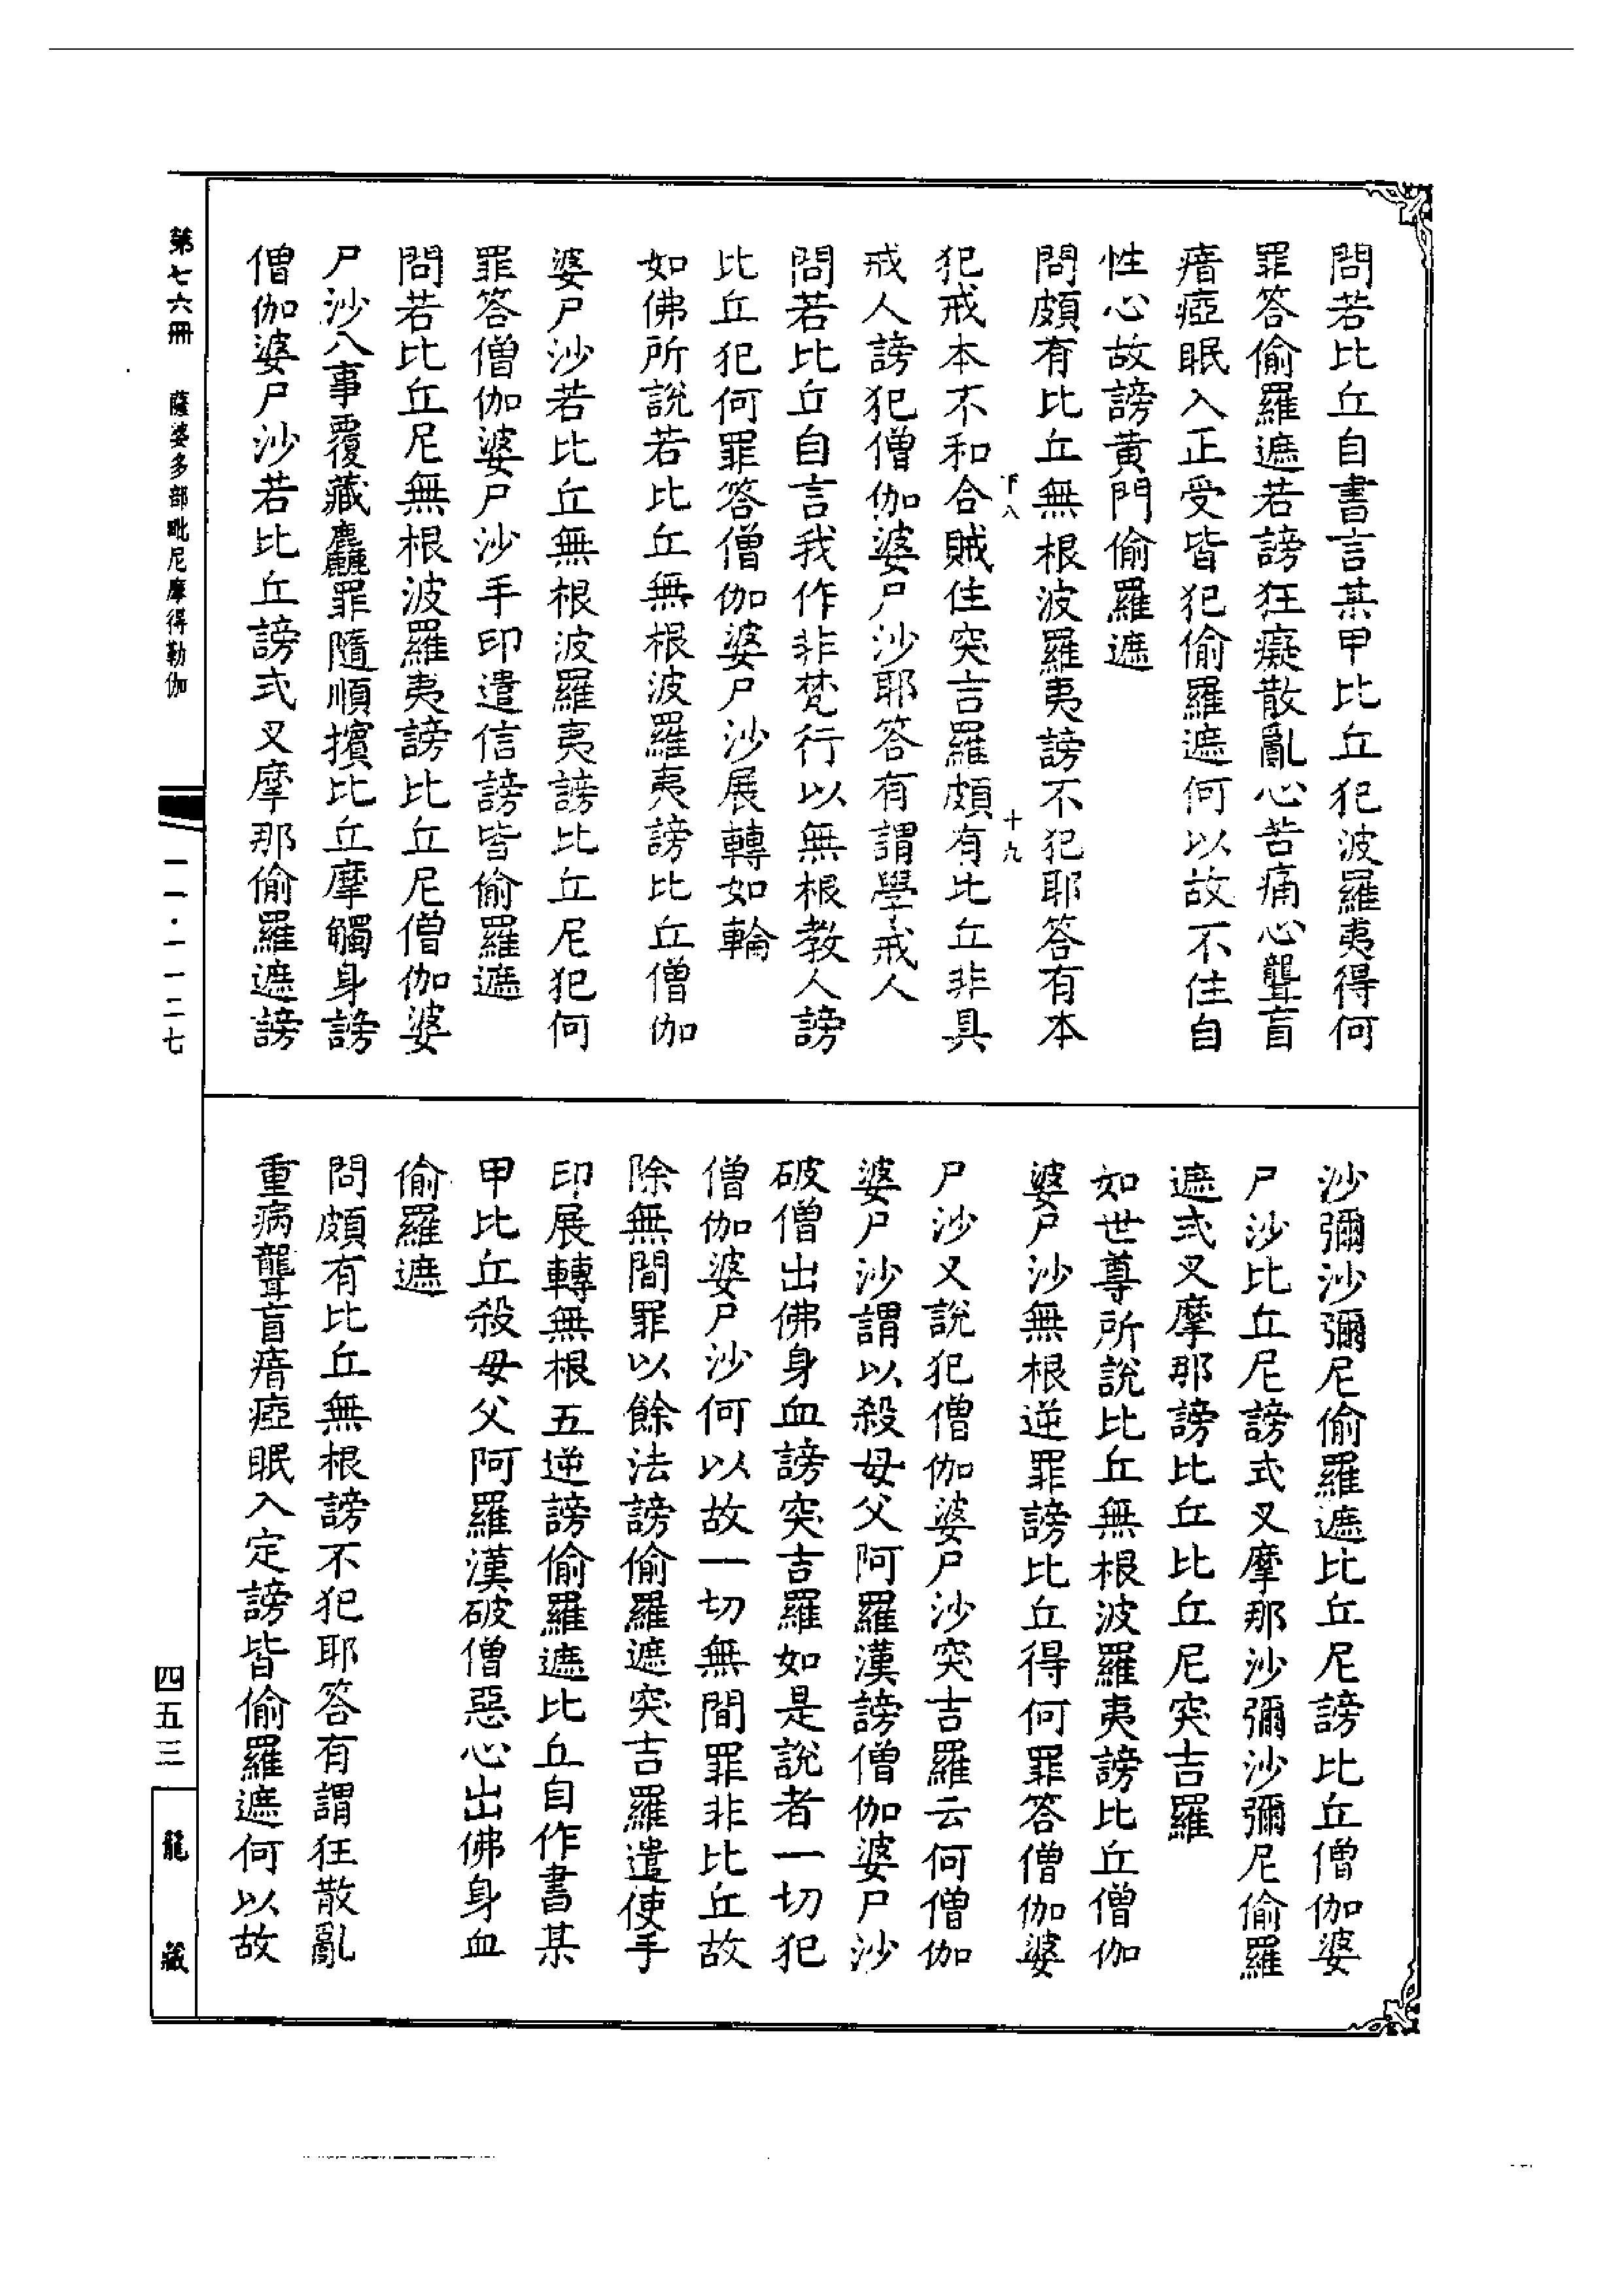 問若比丘自書言某甲比丘犯波羅夷得何
罪答偷羅遮若謗狂癡散亂心苦痛心聾盲
瘖瘂眠入正受皆犯偷羅遮何以故不住自
性心故謗黄門偷羅遮
問頗有比丘無根波羅夷謗不犯耶答有本
下八
十九
犯戒本不和合賊住突吉羅頗有比丘非具
戒人謗犯僧伽婆尸沙耶答有謂學戒人
問若比丘自言我作非梵行以無根教人謗
比丘犯何罪答僧伽婆尸沙展轉如輪
如佛所説若比丘無根波羅夷謗比丘僧伽
婆尸沙若比丘無根波羅夷謗比丘尼犯何
罪答僧伽婆尸沙手印遣信謗皆偷羅遮
問若比丘尼無根波羅夷謗比丘尼僧伽婆
尸沙八事覆藏麤罪隨順擯比丘摩觸身謗
僧伽婆尸沙若比丘謗式叉摩那偷羅遮謗
沙彌沙彌尼偷羅遮比丘尼謗比丘僧伽婆
尸沙比丘尼謗式叉摩那沙彌沙彌尼偷羅
遮式叉摩那謗比丘比丘尼突吉羅
如世尊所説比丘無根波羅夷謗比丘僧伽
婆尸沙無根逆罪謗比丘得何罪答僧伽婆
尸沙又説犯僧伽婆尸沙突吉羅云何僧伽
婆尸沙謂以殺母父阿羅漢謗僧伽婆尸沙
破僧出佛身血謗突吉羅如是説者一切犯
僧伽婆尸沙何以故一切無間罪非比丘故
除無間罪以餘法謗偷羅遮突吉羅遣使手
印展轉無根五逆謗偷羅遮比丘自作書某
甲比丘殺母父阿羅漢破僧惡心出佛身血
偷羅遮
問頗有比丘無根謗不犯耶答有謂狂散亂
重病聾盲瘖瘂眠入定謗皆偷羅遮何以故
第七六冊 薩婆多部毗尼摩得勒伽
一一·一一二七
四五三
龍藏